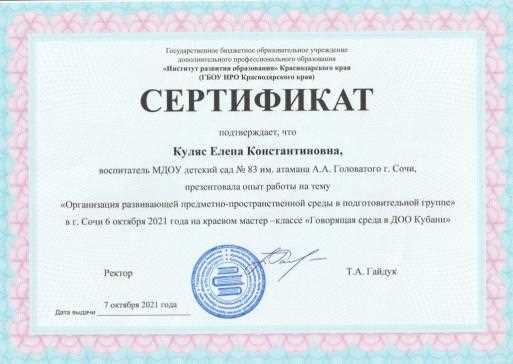 Государственное бюджетное образовательное учреждение
дополнительного профессионального образования
«Институт развития образования» Краснодарского края
(ГБОУ ИРО Краснодарского края)
СЕРТИФИКАТ
подтверждает, что
Куляс Елена Константиновна,
воспитатель МДОУ детский сад № 83 им. атамана А.А. Головатого г. Сочи,
презентовала опыт работы на тему
«Организация развивающей предметно-пространственной среды в подготовительной группе»
в г. Сочи 6 октября 2021 года на краевом мастер –классе «Говорящая среда в ДОО Кубани»
Ректор Т.А. Гайдук
Дата выдачи 7 октября 2021 года